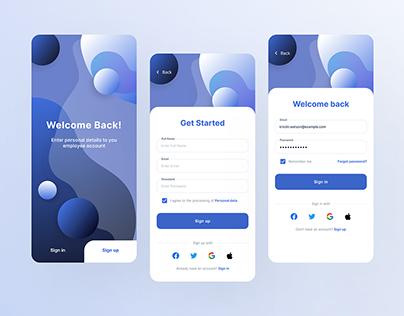 Welcome Back!
Enter personal details to you
employee account
Sign in
Sign up
Back
Get Started
Full Name
Enter Full Name
Email
Enter Email
Password
Enter Password
I agree to the processing of Personal data
Sign up
Sign up with
Already have an account? Sign in
Back
Welcome back
Email
kristin.watson@example.com
Password
Remember me
Forgot password?
Sign in
Sign in with
Don't have an account? Sign up